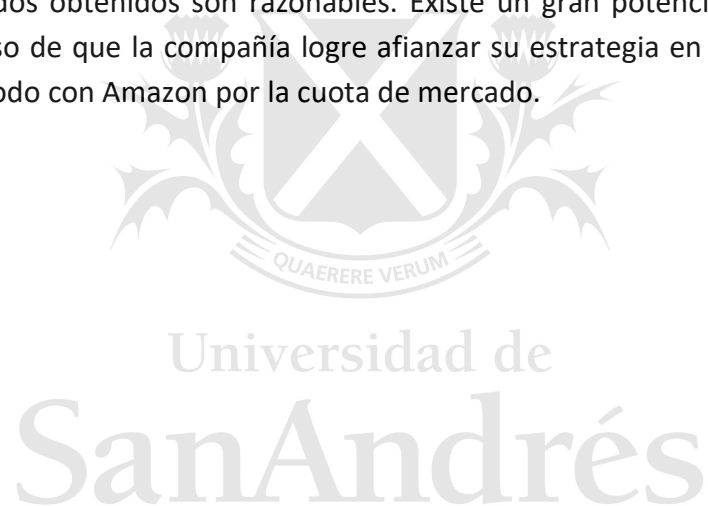 dos obtenidos son razonables. Existe un gran potenci
so de que la compañía logre afianzar su estrategia en
odo con Amazon por la cuota de mercado.
QUAERERE VERUM
Universidad de
SanAndrés